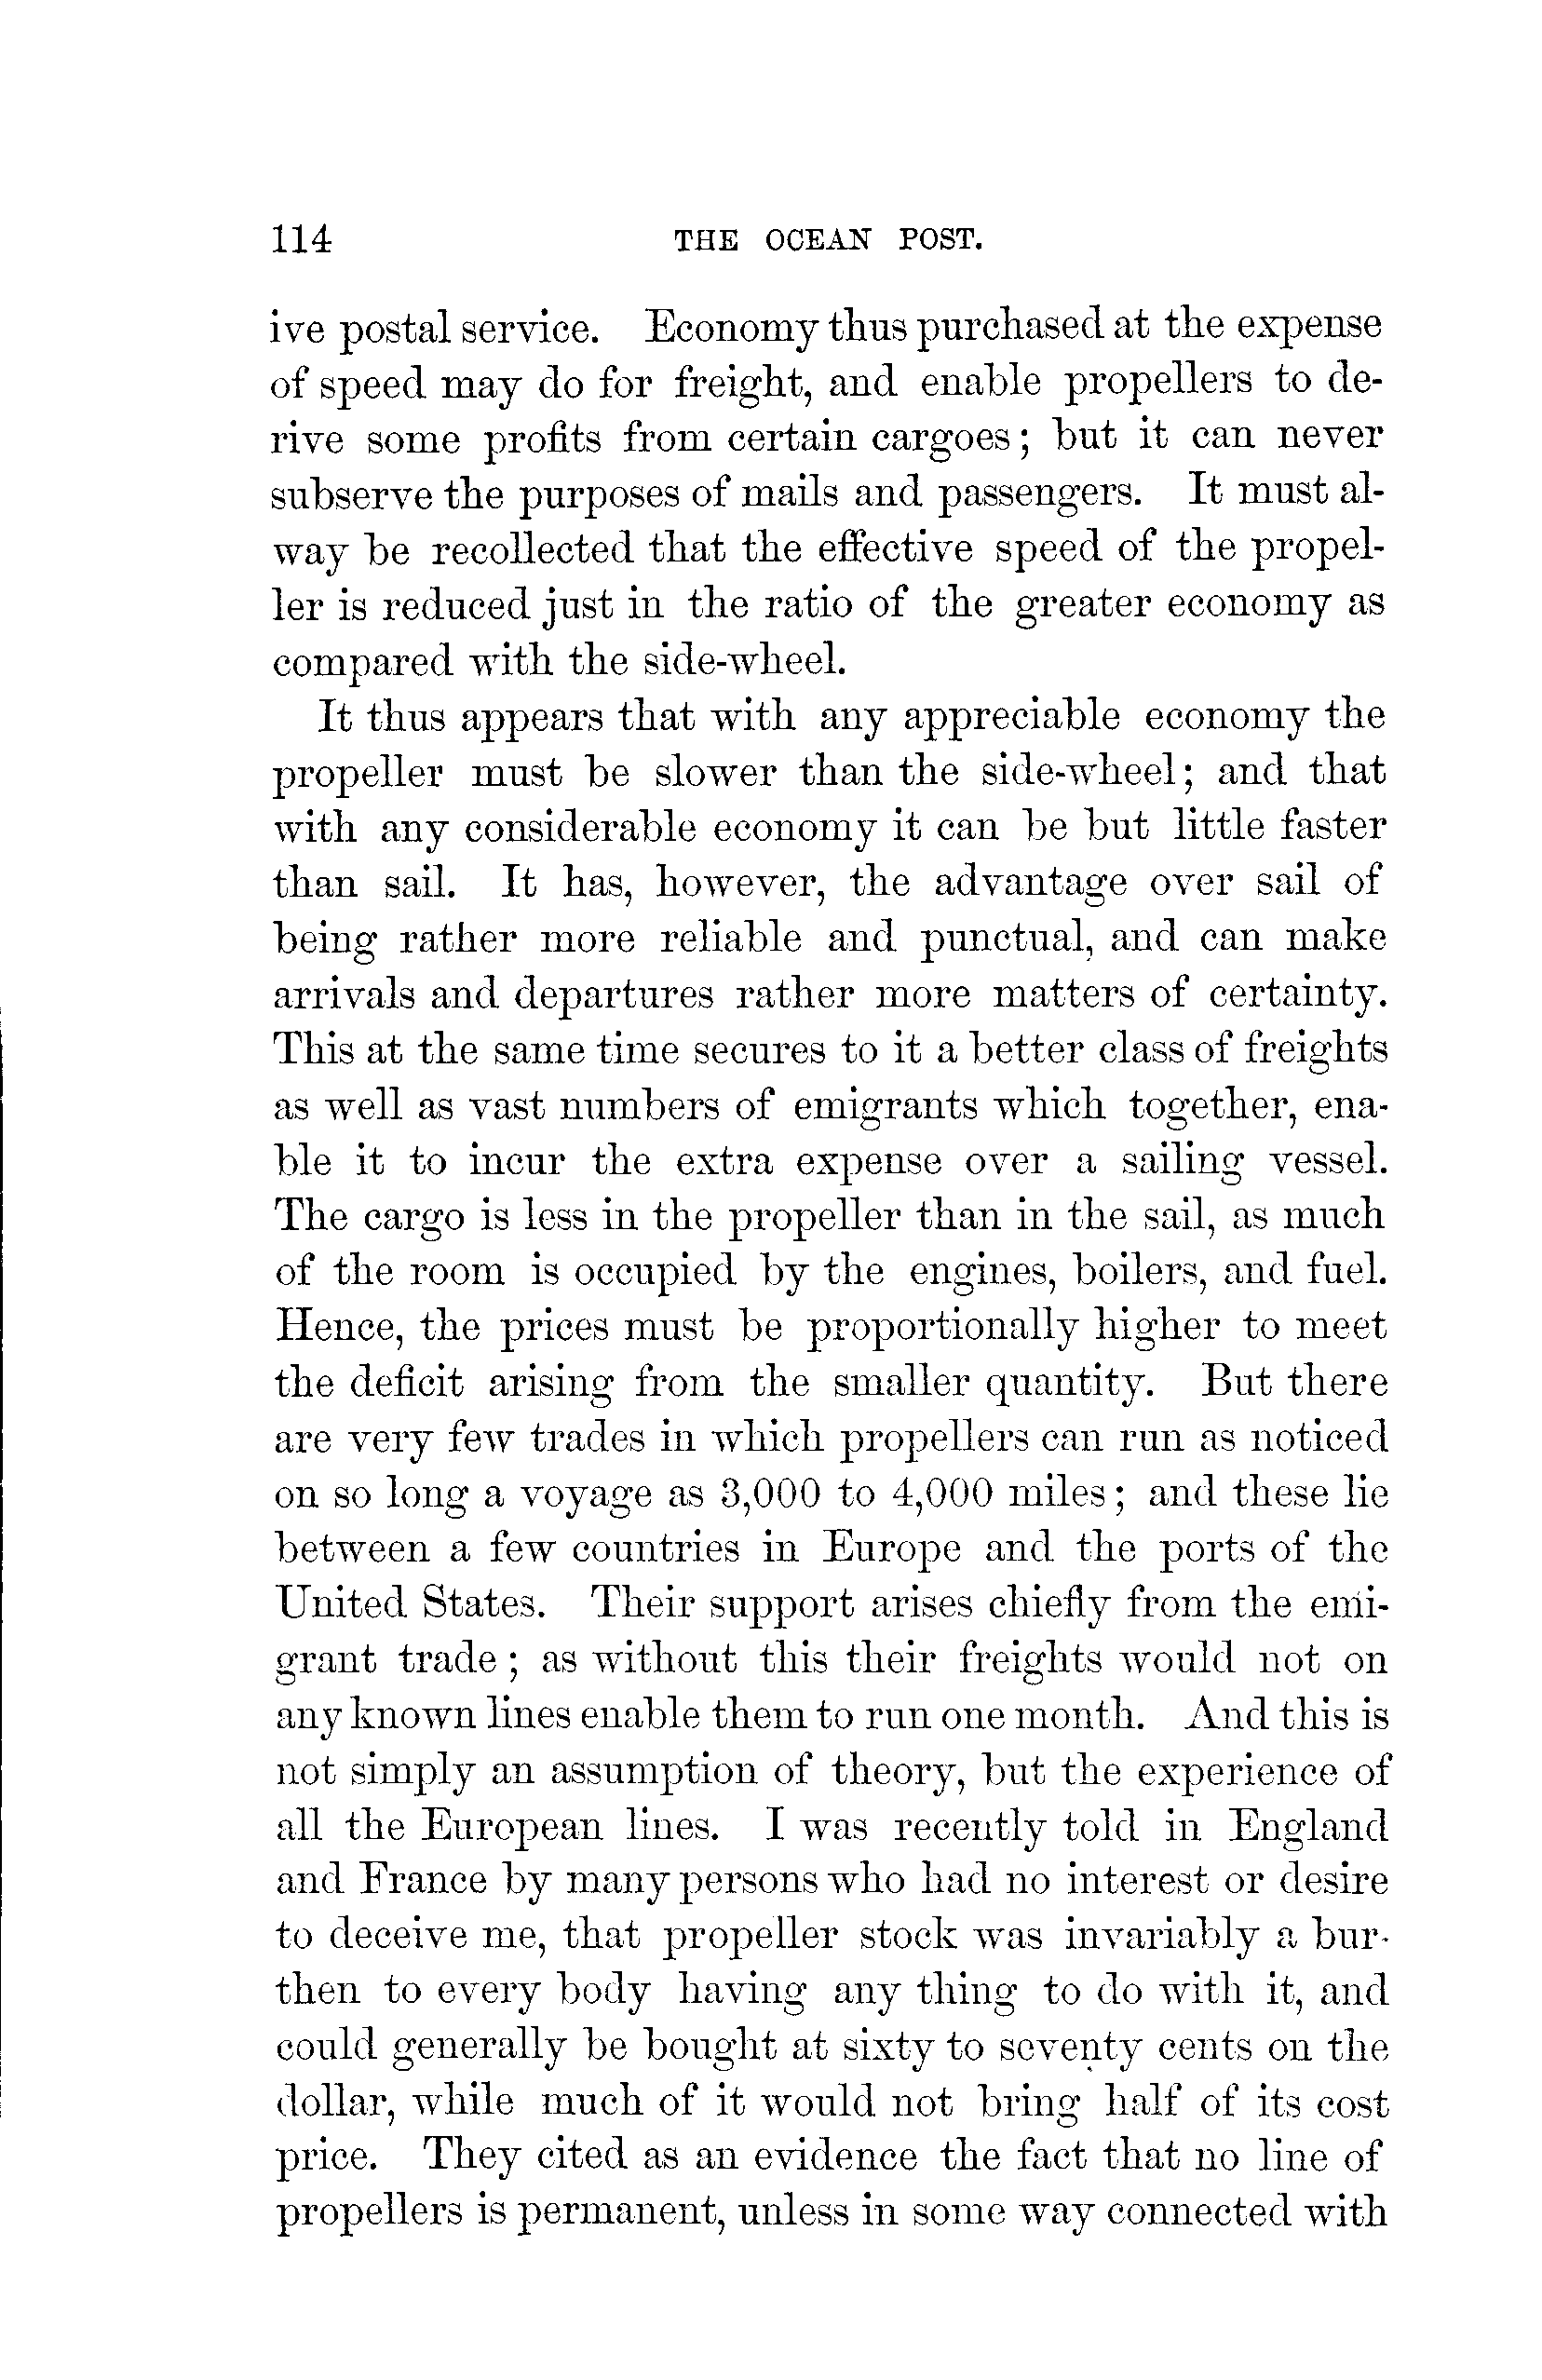 114 THE OCEAN POST.
ive postal service. Economy thus purchased at the expense
of speed may do for freight, and enable propellers to de-
rive some profits from certain cargoes; but it can never
subserve the purposes of mails and passengers. It must al-
way be recollected that the effective speed of the propel-
ler is reduced just in the ratio of the greater economy as
compared with the side-wheel.
It thus appears that with any appreciable economy the
propeller must be slower than the side-wheel; and that
with any considerable economy it can be but little faster
than sail. It has, however, the advantage over sail of
being rather more reliable and punctual, and can make
arrivals and departures rather more matters of certainty.
This at the same time secures to it a better class of freights
as well as vast numbers of emigrants which together, ena-
ble it to incur the extra expense over a sailing vessel.
The cargo is less in the propeller than in the sail, as much
of the room is occupied by the engines, boilers, and fuel.
Hence, the prices must be proportionally higher to meet
the deficit arising from the smaller quantity. But there
are very few trades in which propellers can run as noticed
on so long a voyage as 3,000 to 4,000 miles; and these lie
between a few countries in Europe and the ports of the
United States. Their support arises chiefly from the emi-
grant trade; as without this their freights would not on
any known lines enable them to run one month. And this is
not simply an assumption of theory, but the experience of
all the European lines. I was recently told in England
and France by many persons who had no interest or desire
to deceive me, that propeller stock was invariably a bur-
then to every body having any thing to do with it, and
could generally be bought at sixty to seventy cents on the
dollar, while much of it would not bring half of its cost
price. They cited as an evidence the fact that no line of
propellers is permanent, unless in some way connected with